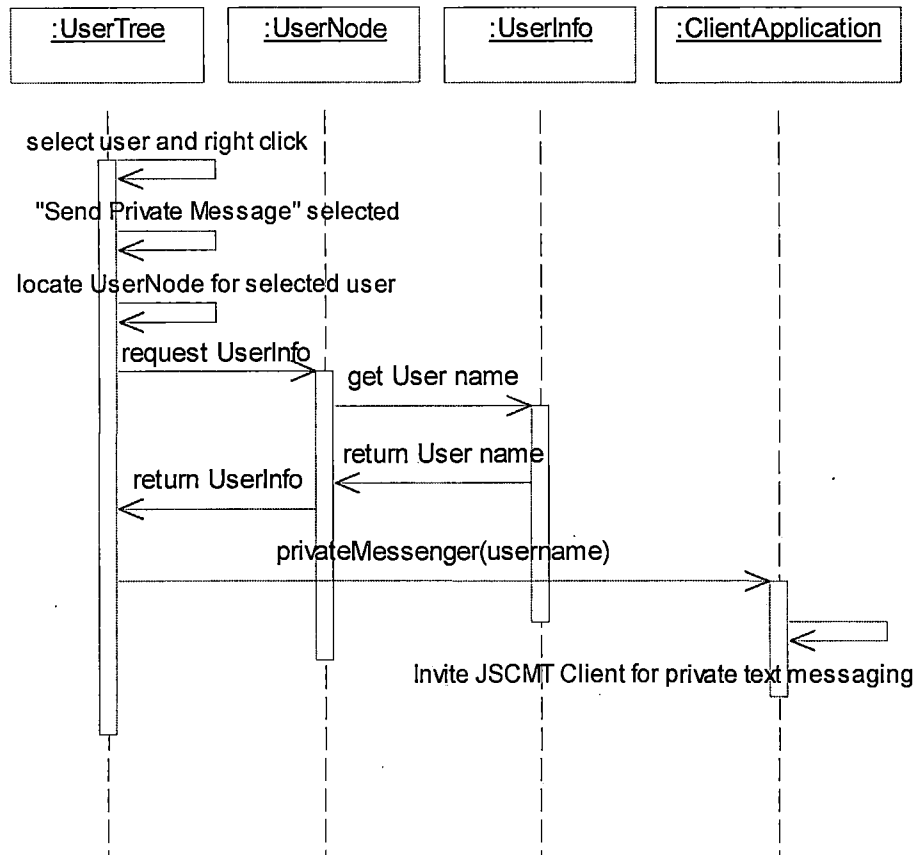 :UserTree
:UserNode
:UserInfo
:ClientApplication
select user and right click
"Send Private Message" selected
locate UserNode for selected user
request UserInfo
get User name
return User name
return UserInfo
privateMessenger(username)
Invite JSCMT Client for private text messaging